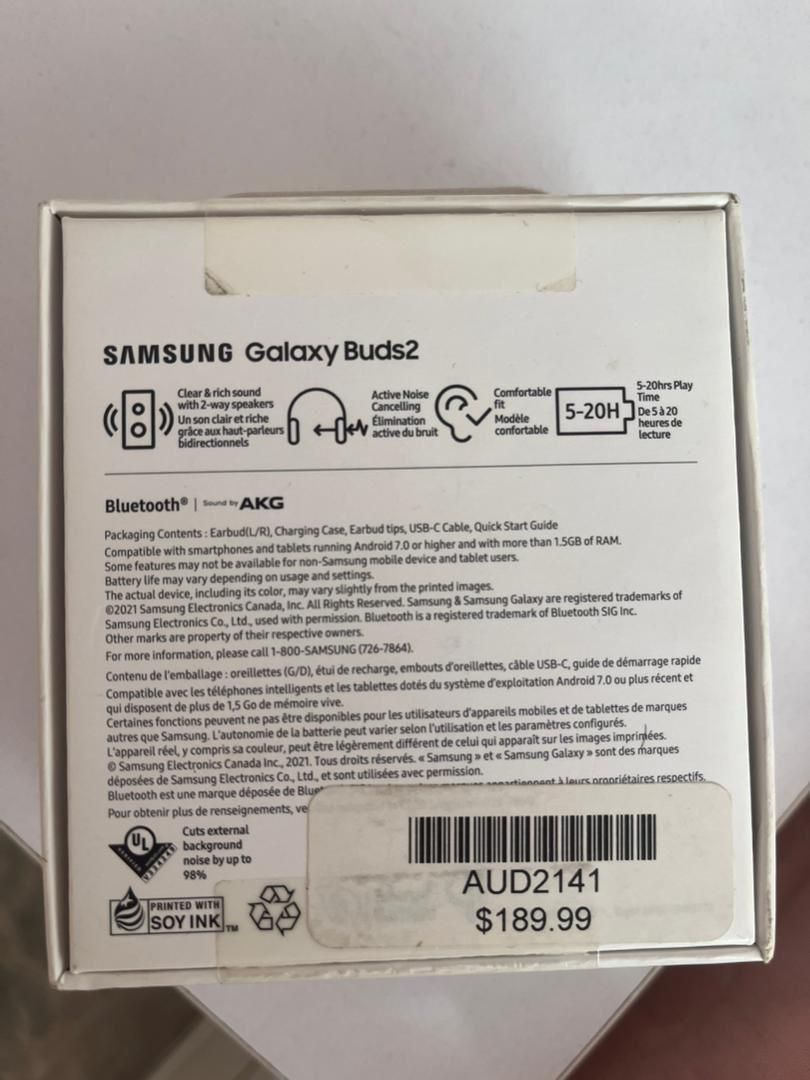 SAMSUNG Galaxy Buds2
Clear & rich sound
with 2-way speakers
Un son clair et riche
grâce aux haut-parleurs
bidirectionnels
Active Noise
Cancelling
Élimination
active du bruit
Comfortable
fit
Modèle
confortable
5-20H
5-20hrs Play
Time
De 5 à 20
heures de
lecture
Bluetooth® | Sound by AKG
Packaging Contents : Earbud(L/R), Charging Case, Earbud tips, USB-C Cable, Quick Start Guide
Compatible with smartphones and tablets running Android 7.0 or higher and with more than 1.5GB of RAM.
Some features may not be available for non-Samsung mobile device and tablet users.
Battery life may vary depending on usage and settings.
The actual device, including its color, may vary slightly from the printed images.
©2021 Samsung Electronics Canada, Inc. All Rights Reserved. Samsung & Samsung Galaxy are registered trademarks of
Samsung Electronics Co., Ltd., used with permission. Bluetooth is a registered trademark of Bluetooth SIG Inc.
Other marks are property of their respective owners.
For more information, please call 1-800-SAMSUNG (726-7864).
Contenu de l'emballage : oreillettes (G/D), étui de recharge, embouts d'oreillettes, câble USB-C, guide de démarrage rapide
Compatible avec les téléphones intelligents et les tablettes dotés du système d'exploitation Android 7.0 ou plus récent et
qui disposent de plus de 1,5 Go de mémoire vive.
Certaines fonctions peuvent ne pas être disponibles pour les utilisateurs d'appareils mobiles et de tablettes de marques
autres que Samsung. L'autonomie de la batterie peut varier selon l'utilisation et les paramètres configurés.
L'appareil réel, y compris sa couleur, peut être légèrement différent de celui qui apparaît sur les images imprimées.
© Samsung Electronics Canada Inc., 2021. Tous droits réservés. « Samsung » et « Samsung Galaxy » sont des marques
déposées de Samsung Electronics Co., Ltd., et sont utilisées avec permission.
Bluetooth est une marque déposée de appartiennent à leurs propriétaires respectifs.
Pour obtenir plus de renseignements,
UL
Cuts external
background
noise by up to
98%
PRINTED WITH
SOY INK TM
AUD2141
$189.99